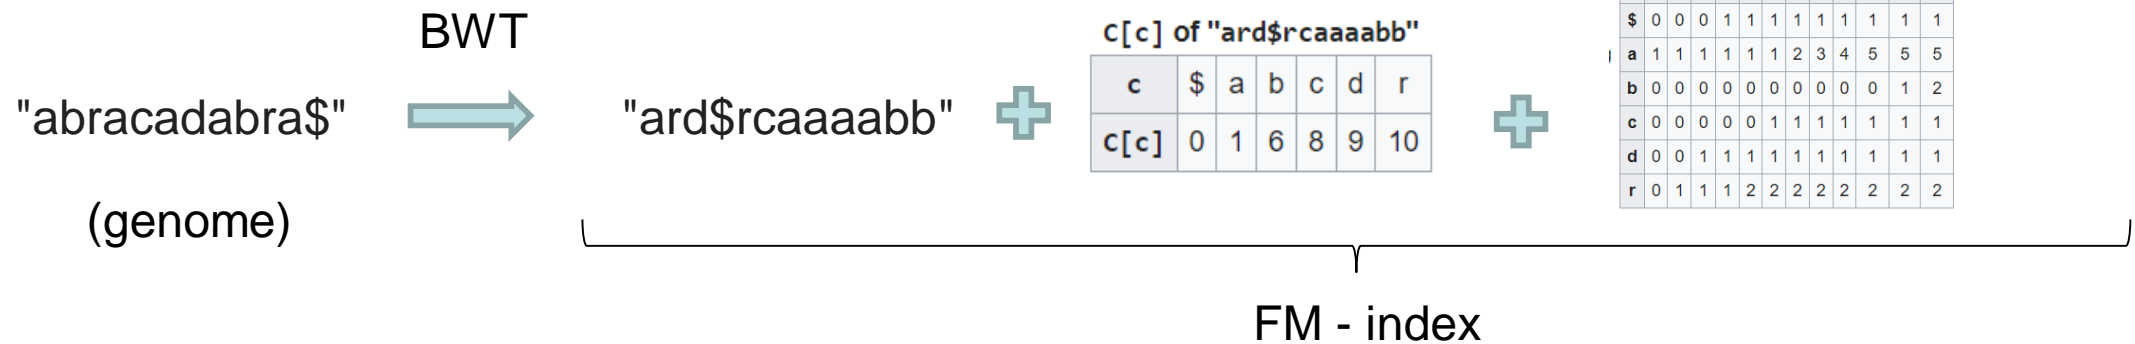 BWT
"abracadabra$"
(genome)
"ard$rcaaaabb"
C[c] of "ard$rcaaaabb"
c $ a b c d r
C[c] 0 1 6 8 9 10
$ 0 0 0 1 1 1 1 1 1 1 1 1
a 1 1 1 1 1 1 2 3 4 5 5 5
b 0 0 0 0 0 0 0 0 0 0 1 2
c 0 0 0 0 0 1 1 1 1 1 1 1
d 0 0 1 1 1 1 1 1 1 1 1 1
r 0 1 1 1 2 2 2 2 2 2 2 2
FM - index